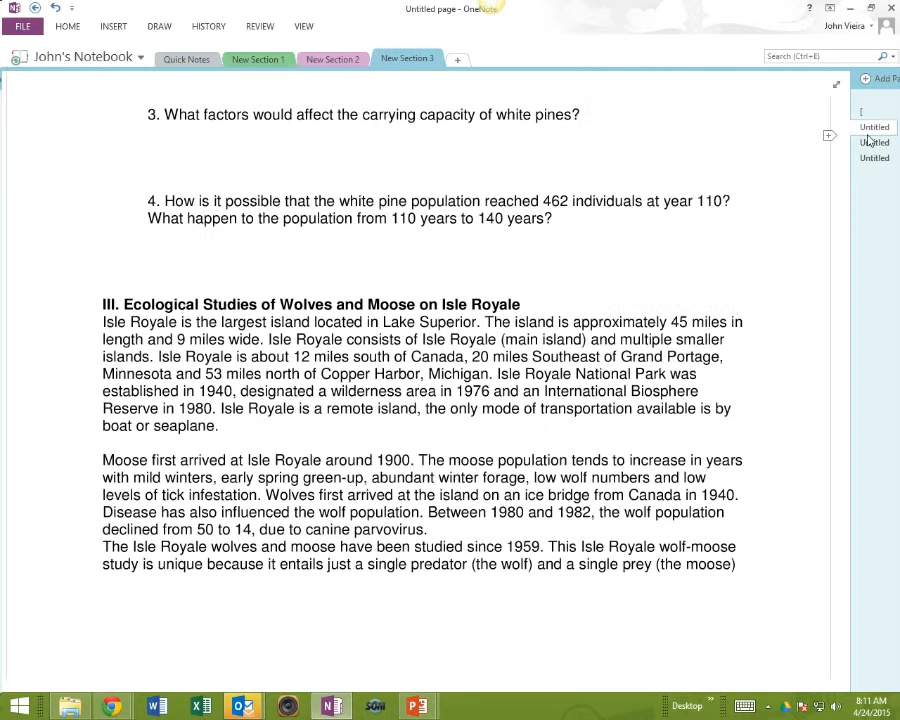 Untitled page - OneNote
John Vieira
FILE HOME INSERT DRAW HISTORY REVIEW VIEW
John's Notebook Quick Notes New Section 1 New Section 2 New Section 3
Search (Ctrl+E)
Add Pa
[
Untitled
Untitled
Untitled
3. What factors would affect the carrying capacity of white pines?
4. How is it possible that the white pine population reached 462 individuals at year 110?
What happen to the population from 110 years to 140 years?
III. Ecological Studies of Wolves and Moose on Isle Royale
Isle Royale is the largest island located in Lake Superior. The island is approximately 45 miles in
length and 9 miles wide. Isle Royale consists of Isle Royale (main island) and multiple smaller
islands. Isle Royale is about 12 miles south of Canada, 20 miles Southeast of Grand Portage,
Minnesota and 53 miles north of Copper Harbor, Michigan. Isle Royale National Park was
established in 1940, designated a wilderness area in 1976 and an International Biosphere
Reserve in 1980. Isle Royale is a remote island, the only mode of transportation available is by
boat or seaplane.
Moose first arrived at Isle Royale around 1900. The moose population tends to increase in years
with mild winters, early spring green-up, abundant winter forage, low wolf numbers and low
levels of tick infestation. Wolves first arrived at the island on an ice bridge from Canada in 1940.
Disease has also influenced the wolf population. Between 1980 and 1982, the wolf population
declined from 50 to 14, due to canine parvovirus.
The Isle Royale wolves and moose have been studied since 1959. This Isle Royale wolf-moose
study is unique because it entails just a single predator (the wolf) and a single prey (the moose)
Desktop
8:11 AM
4/24/2015